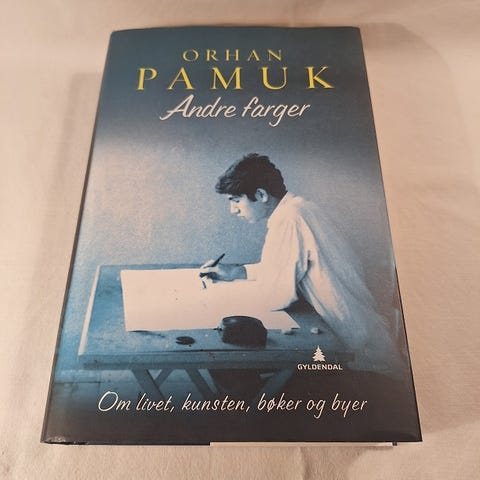 ORHAN
PAMUK
Andre farger
GYLDENDAL
Om livet, kunsten, bøker og byer